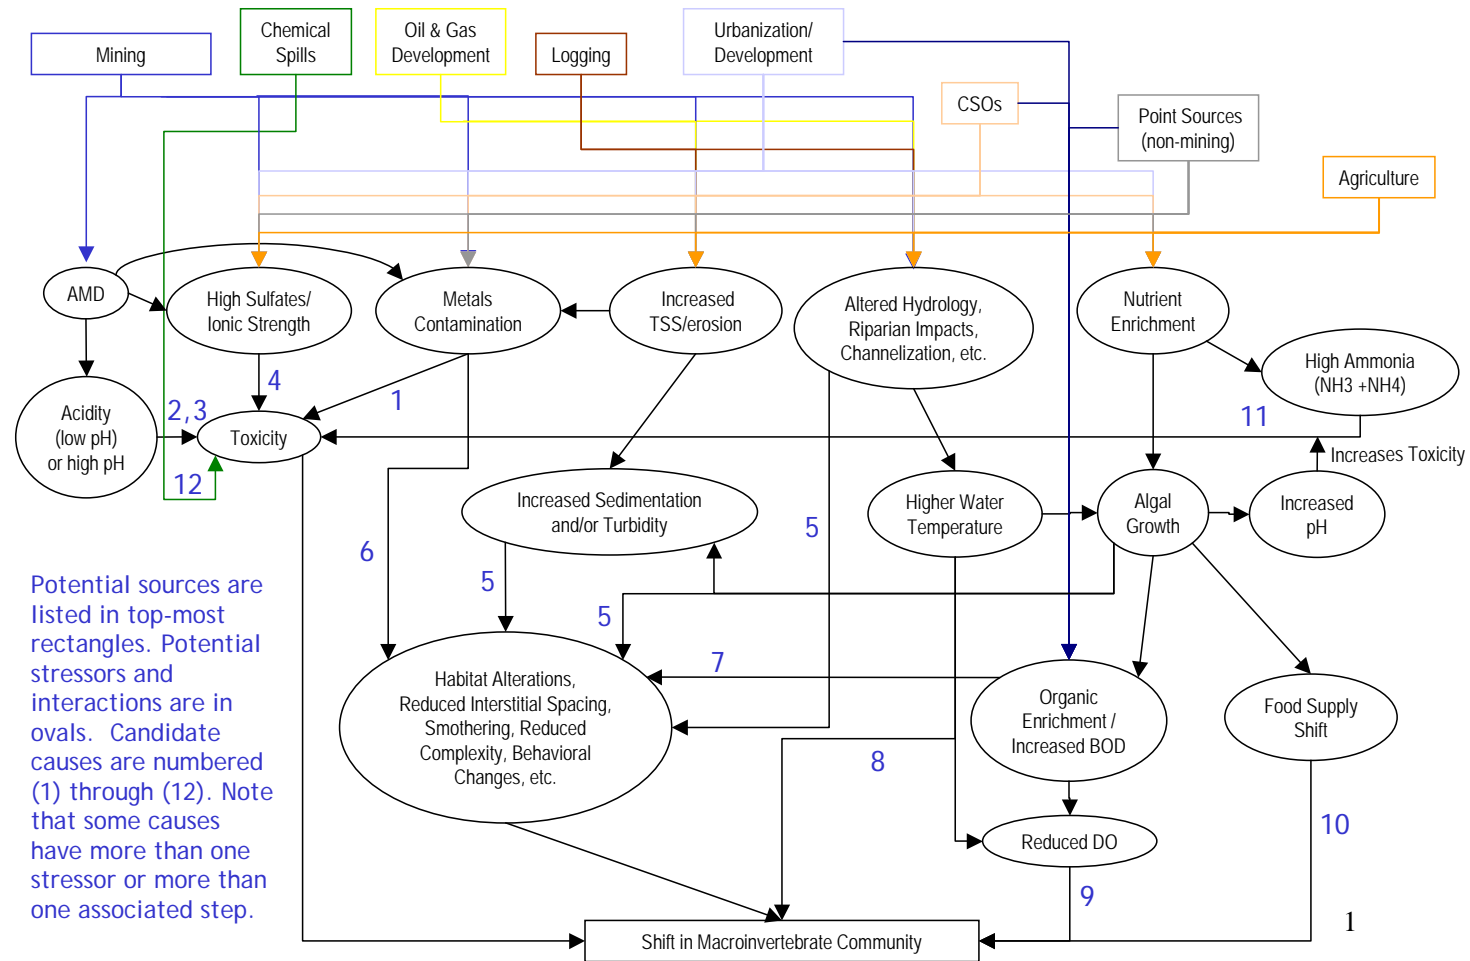 Mining
Chemical
Spills
Oil & Gas
Development
Logging
Urbanization/
Development
CSOs
Point Sources
(non-mining)
Agriculture
AMD
High Sulfates/
Ionic Strength
Metals
Contamination
Increased
TSS/erosion
Altered Hydrology,
Riparian Impacts,
Channelization, etc.
Nutrient
Enrichment
High Ammonia
(NH3 +NH4)
Acidity
(low pH)
or high pH
2,3
4
1
Toxicity
11
Increases Toxicity
12
Increased Sedimentation
and/or Turbidity
Higher Water
Temperature
Algal
Growth
Increased
pH
6
5
5
5
Potential sources are
listed in top-most
rectangles. Potential
stressors and
interactions are in
ovals. Candidate
causes are numbered
(1) through (12). Note
that some causes
have more than one
stressor or more than
one associated step.
Habitat Alterations,
Reduced Interstitial Spacing,
Smothering, Reduced
Complexity, Behavioral
Changes, etc.
7
8
Organic
Enrichment /
Increased BOD
Food Supply
Shift
Reduced DO
9
10
Shift in Macroinvertebrate Community
1